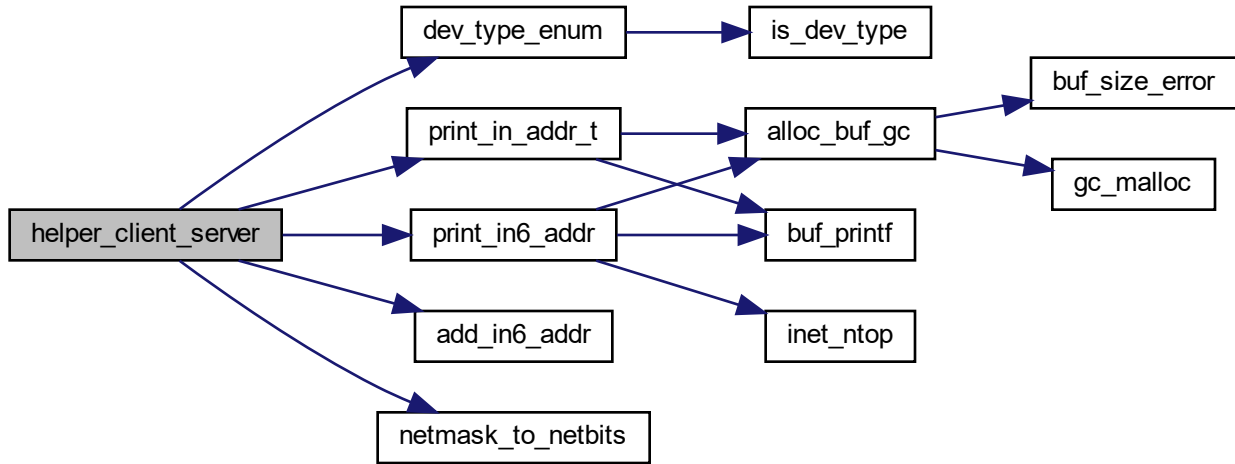 dev_type_enum
is_dev_type
buf_size_error
print_in_addr_t
alloc_buf_gc
gc_malloc
helper_client_server
print_in6_addr
buf_printf
add_in6_addr
inet_ntop
netmask_to_netbits